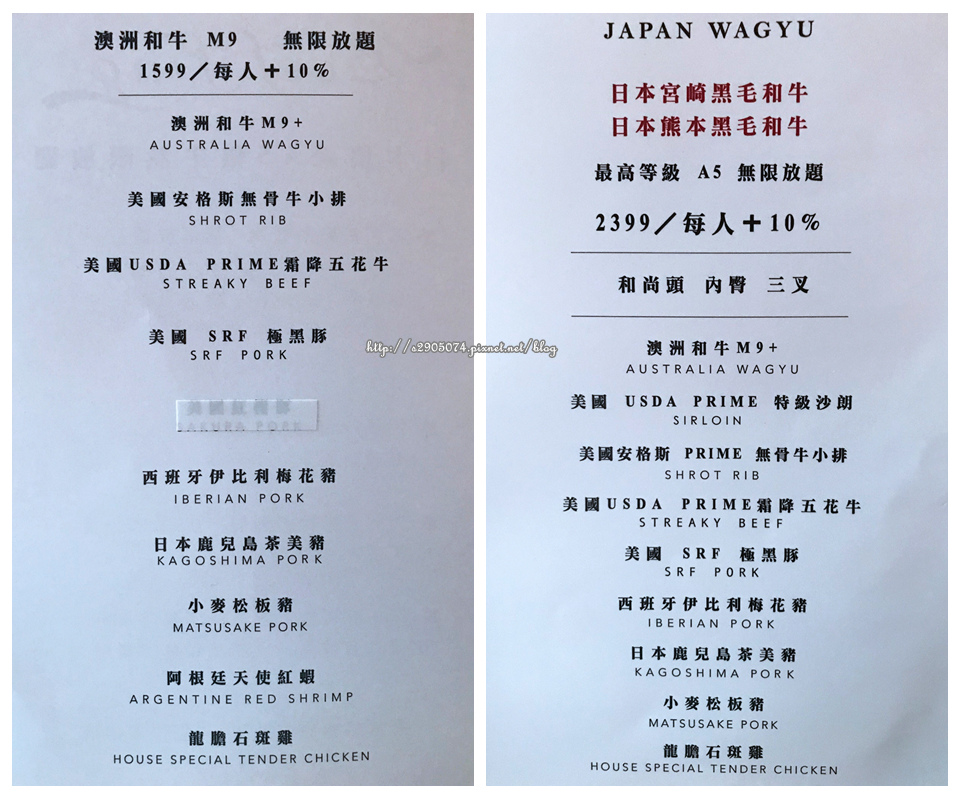 澳洲和牛 M9 無限放題
1599／每人＋10%
澳洲和牛M9+
AUSTRALIA WAGYU
美國安格斯無骨牛小排
SHROT RIB
美國USDA PRIME霜降五花牛
STREAKY BEEF
美國 SRF 極黑豚
SRF PORK
西班牙伊比利梅花豬
IBERIAN PORK
日本鹿兒島茶美豬
KAGOSHIMA PORK
小麥松板豬
MATSUSAKE PORK
阿根廷天使紅蝦
ARGENTINE RED SHRIMP
龍膽石斑雞
HOUSE SPECIAL TENDER CHICKEN
JAPAN WAGYU
日本宮崎黑毛和牛
日本熊本黑毛和牛
最高等級 A5 無限放題
2399／每人＋10%
和尚頭 內臀 三叉
澳洲和牛M9+
AUSTRALIA WAGYU
美國 USDA PRIME 特級沙朗
SIRLOIN
美國安格斯 PRIME 無骨牛小排
SHROT RIB
美國USDA PRIME霜降五花牛
STREAKY BEEF
美國 SRF 極黑豚
SRF PORK
西班牙伊比利梅花豬
IBERIAN PORK
日本鹿兒島茶美豬
KAGOSHIMA PORK
小麥松板豬
MATSUSAKE PORK
龍膽石斑雞
HOUSE SPECIAL TENDER CHICKEN
http://s2905074.pixnet.net/blog